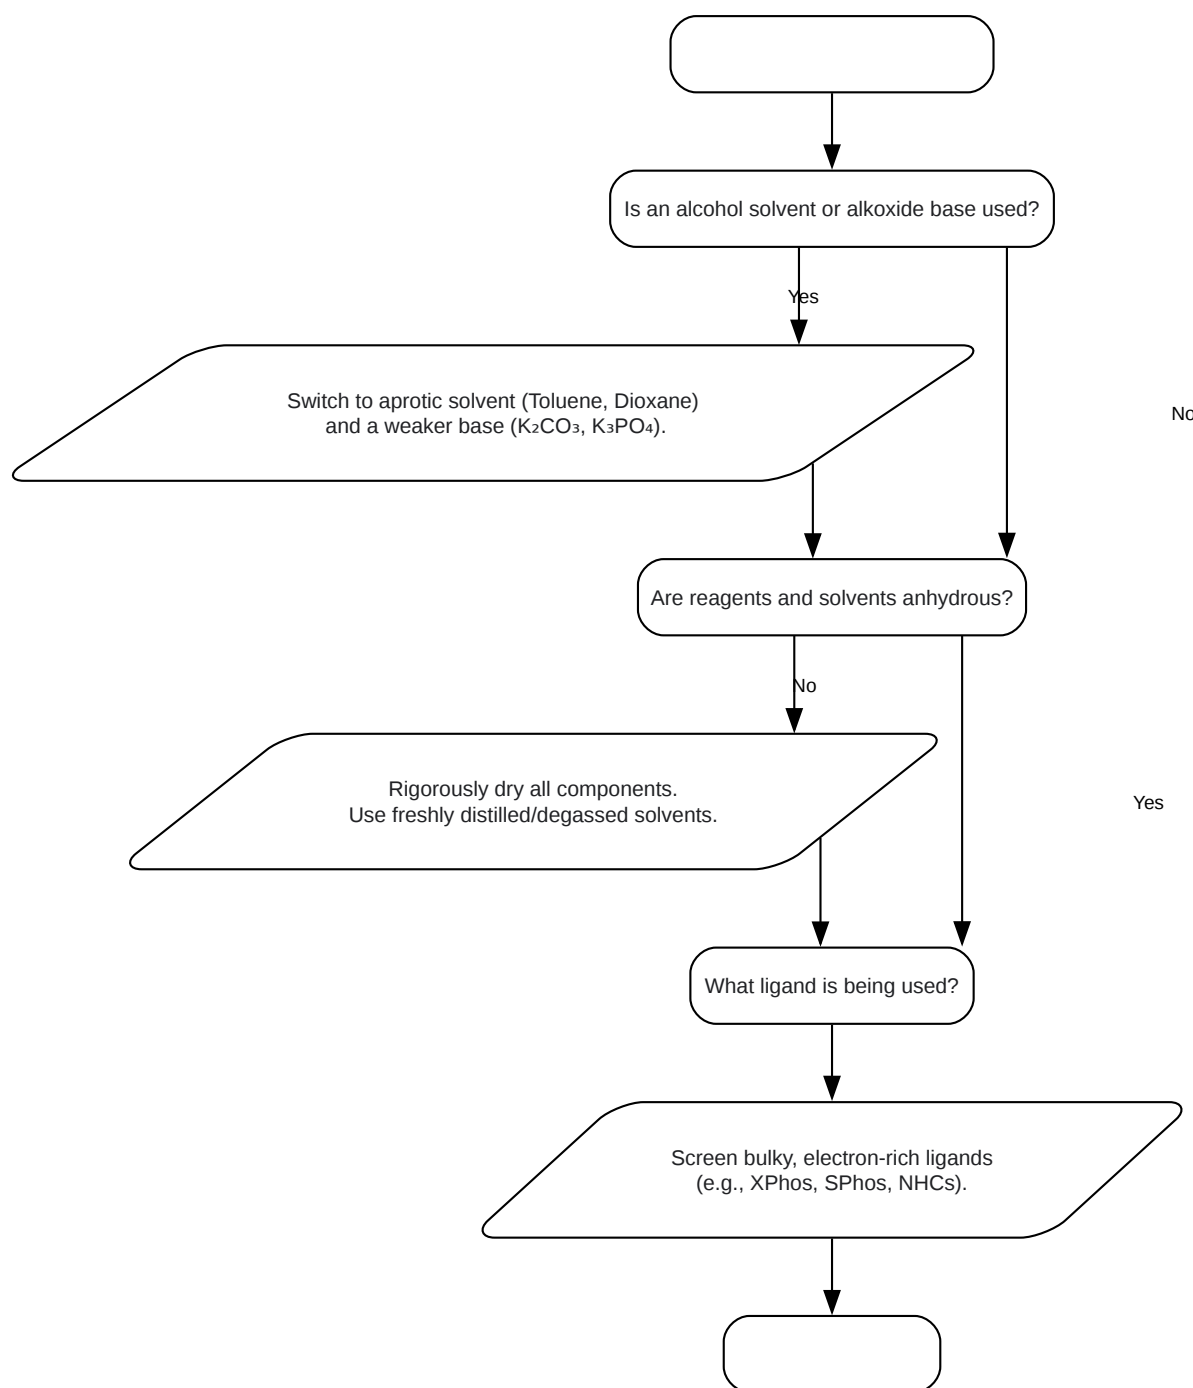 Is an alcohol solvent or alkoxide base used?
Yes
Switch to aprotic solvent (Toluene, Dioxane)
and a weaker base (K₂CO₃, K₃PO₄).
No
Are reagents and solvents anhydrous?
No
Rigorously dry all components.
Use freshly distilled/degassed solvents.
Yes
What ligand is being used?
Screen bulky, electron-rich ligands
(e.g., XPhos, SPhos, NHCs).